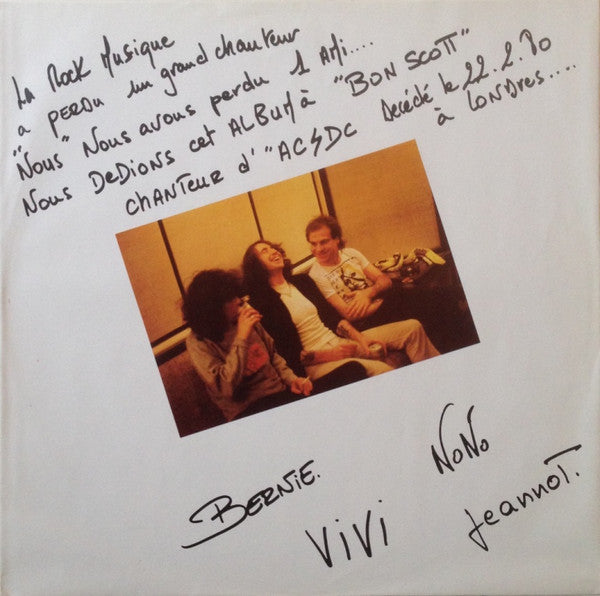 La Rock Musique
a PERDU un grand chanteur
"Nous" Nous avons perdu 1 AMI....
Nous DeDions cet ALBUM à "BON SCOTT"
chanteur d'"AC⚡DC Decédé le 22.2.80
à LONDres....
BERNIE.
NoNo
ViVi
Jeannot.